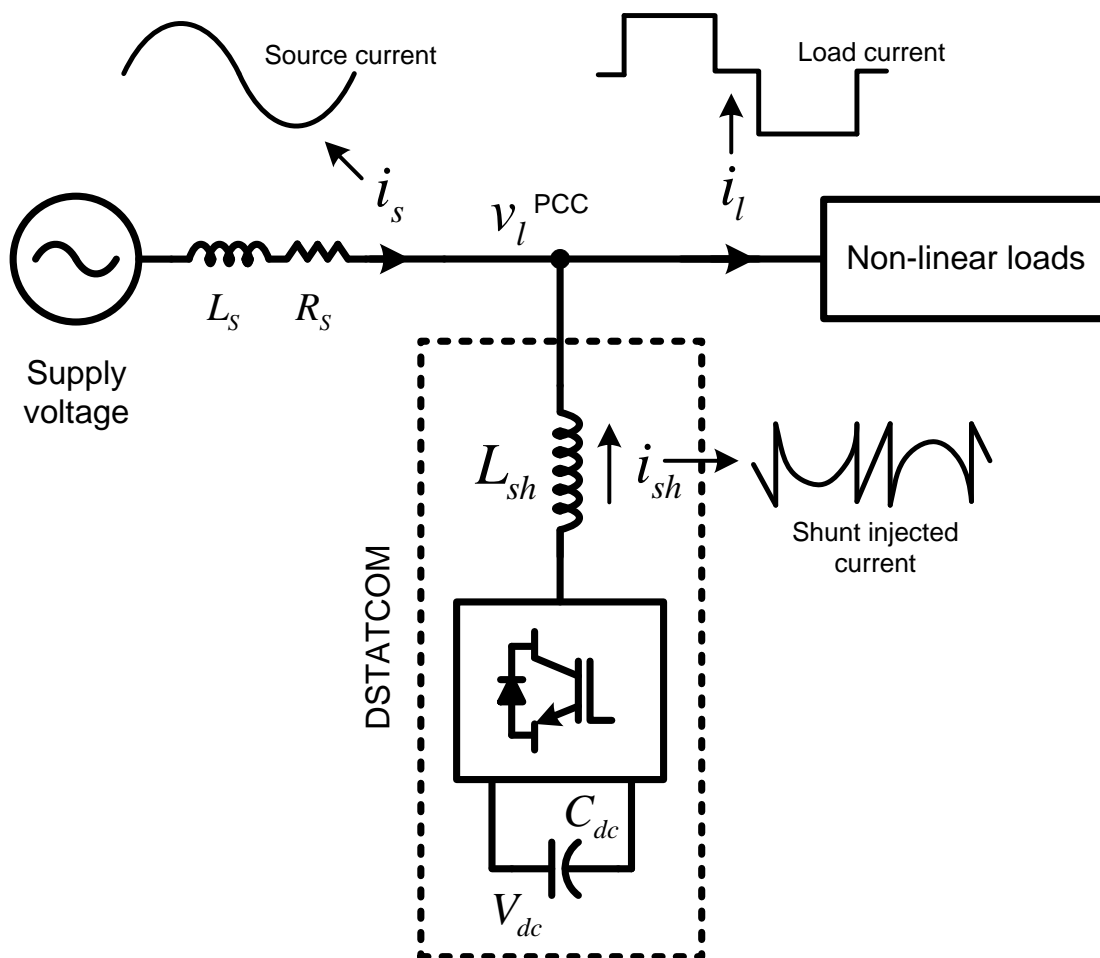 Source current
Load current
i_s
i_l
v_l PCC
Non-linear loads
L_s
R_s
Supply
voltage
L_sh
i_sh
Shunt injected
current
DSTATCOM
C_dc
V_dc